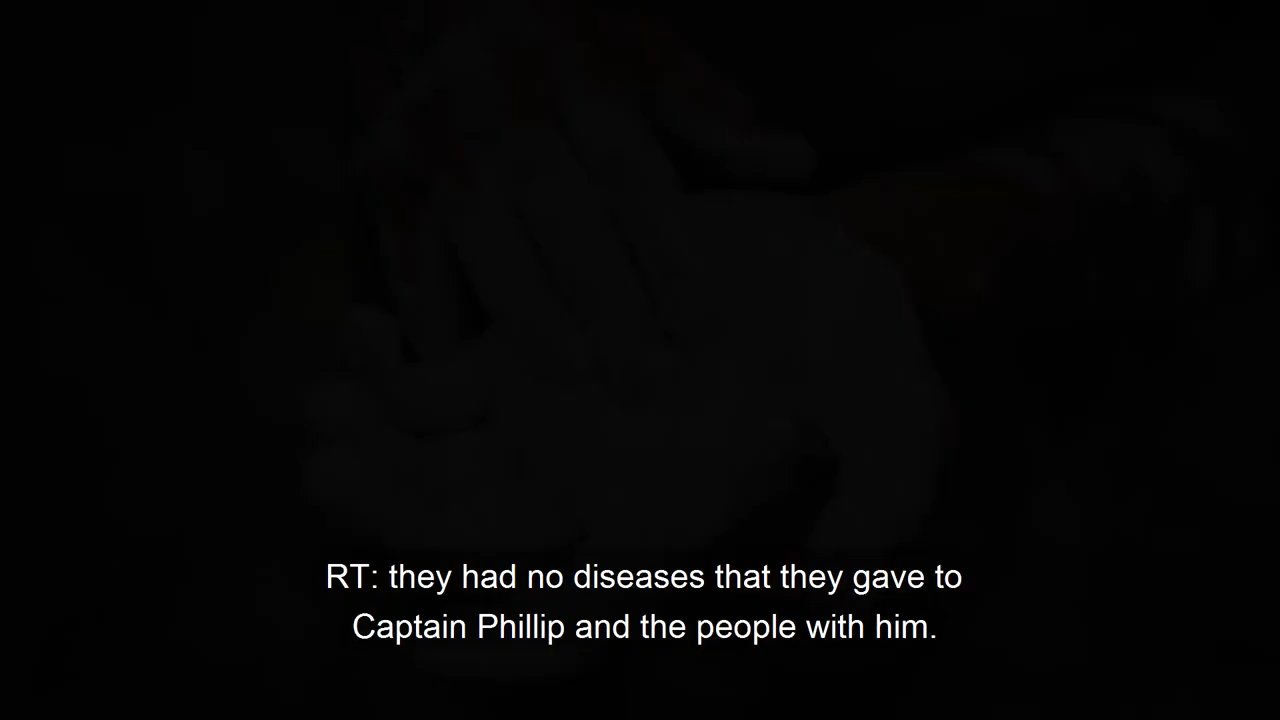 RT: they had no diseases that they gave to
Captain Phillip and the people with him.